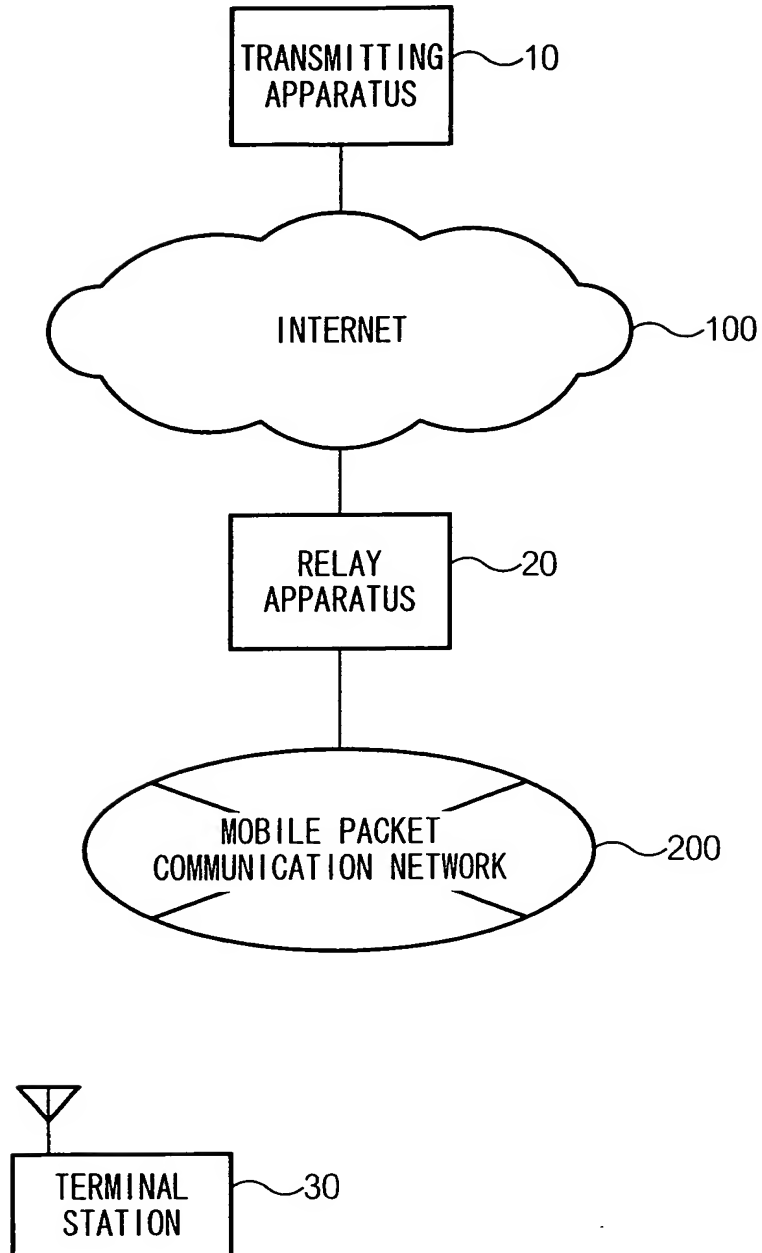 TRANSMITTING
APPARATUS
10
INTERNET
100
RELAY
APPARATUS
20
MOBILE PACKET
COMMUNICATION NETWORK
200
TERMINAL
STATION
30